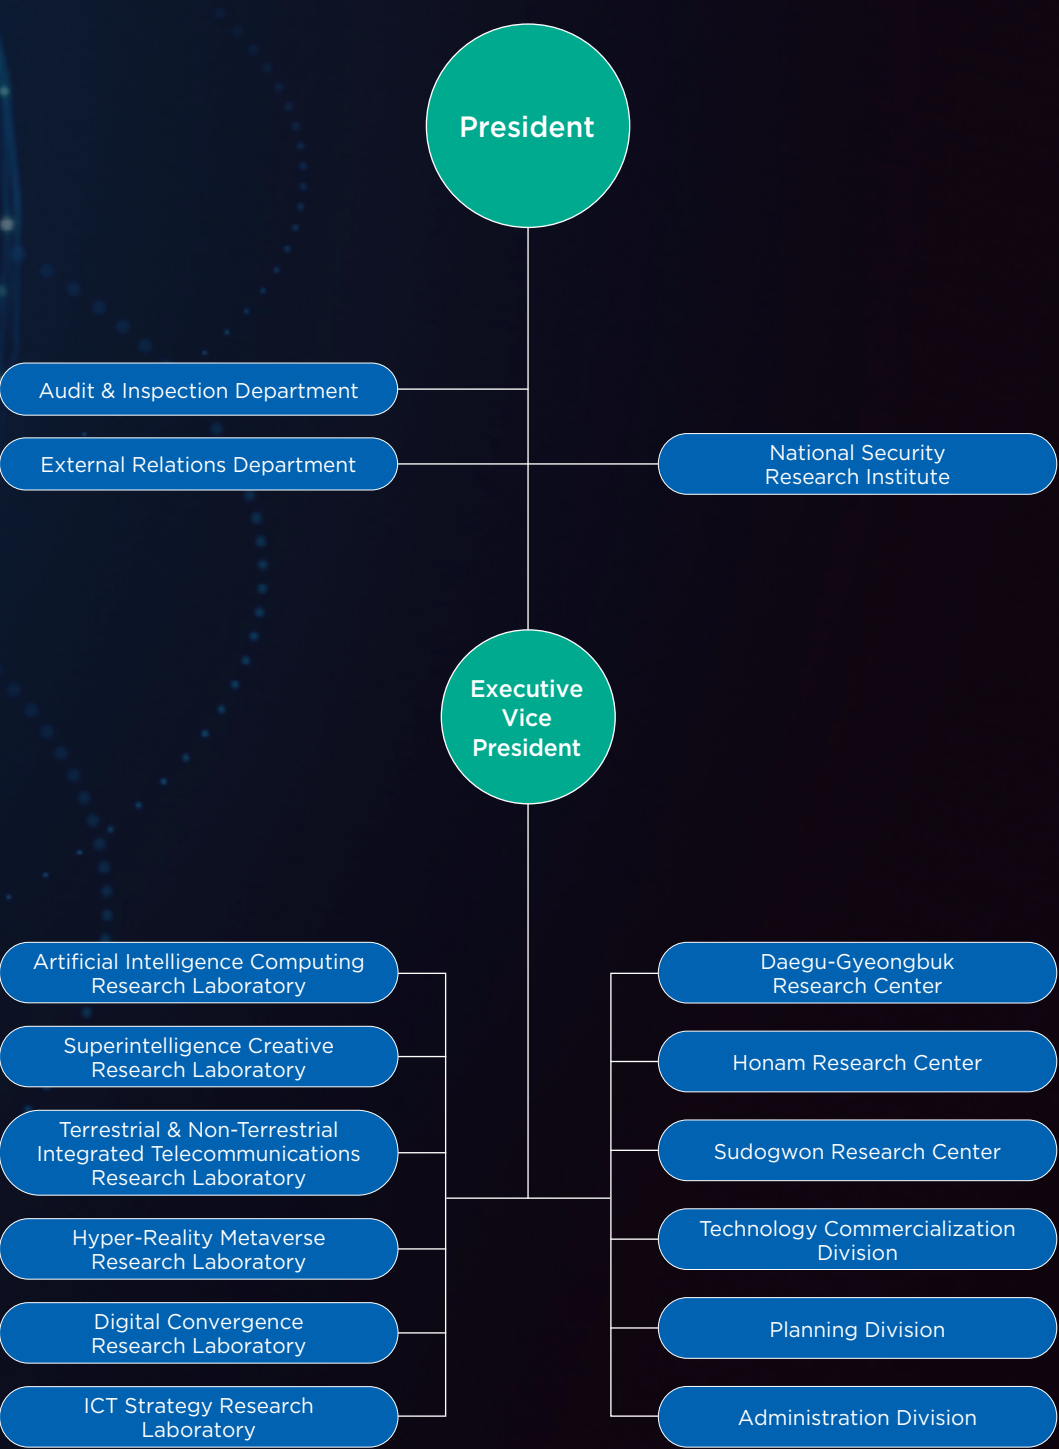 President
Audit & Inspection Department
External Relations Department
National Security
Research Institute
Executive
Vice
President
Artificial Intelligence Computing
Research Laboratory
Superintelligence Creative
Research Laboratory
Terrestrial & Non-Terrestrial
Integrated Telecommunications
Research Laboratory
Hyper-Reality Metaverse
Research Laboratory
Digital Convergence
Research Laboratory
ICT Strategy Research
Laboratory
Daegu-Gyeongbuk
Research Center
Honam Research Center
Sudogwon Research Center
Technology Commercialization
Division
Planning Division
Administration Division